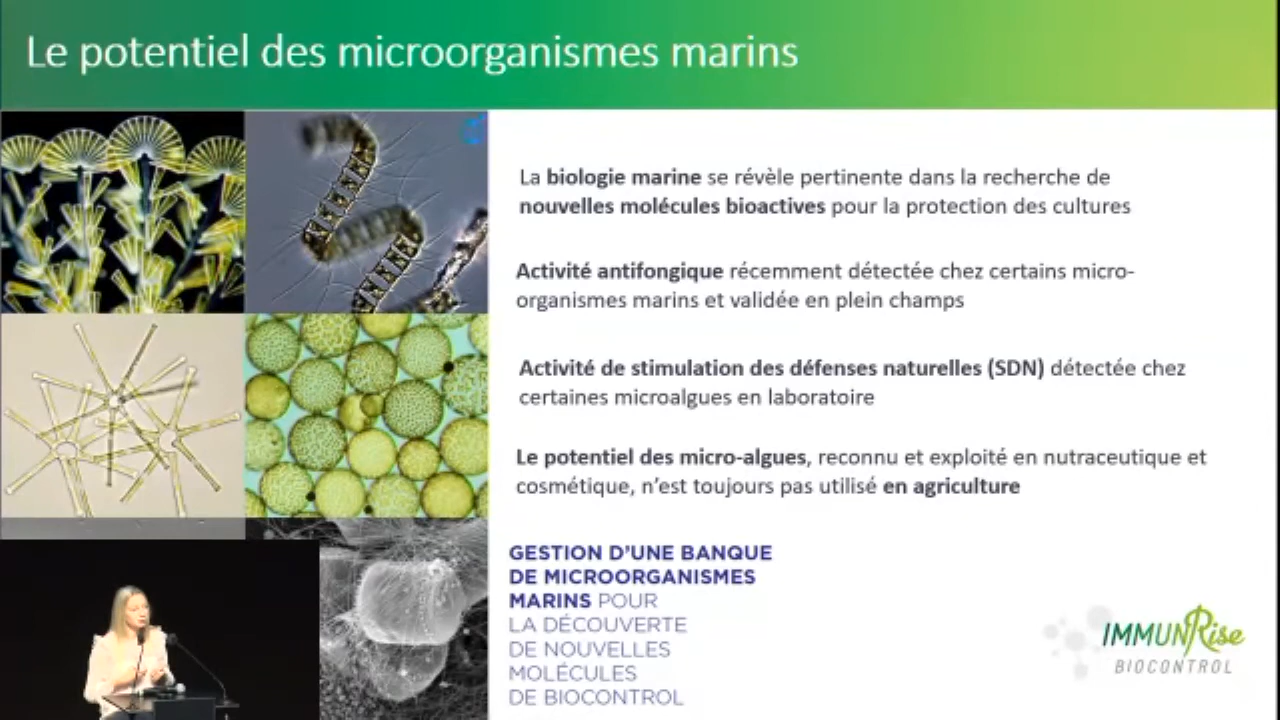 Le potentiel des microorganismes marins
La biologie marine se révèle pertinente dans la recherche de
nouvelles molécules bioactives pour la protection des cultures
Activité antifongique récemment détectée chez certains micro-
organismes marins et validée en plein champs
Activité de stimulation des défenses naturelles (SDN) détectée chez
certaines microalgues en laboratoire
Le potentiel des micro-algues, reconnu et exploité en nutraceutique et
cosmétique, n’est toujours pas utilisé en agriculture
GESTION D’UNE BANQUE
DE MICROORGANISMES
MARINS POUR
LA DÉCOUVERTE
DE NOUVELLES
MOLÉCULES
DE BIOCONTROL
IMMUNRise
BIOCONTROL